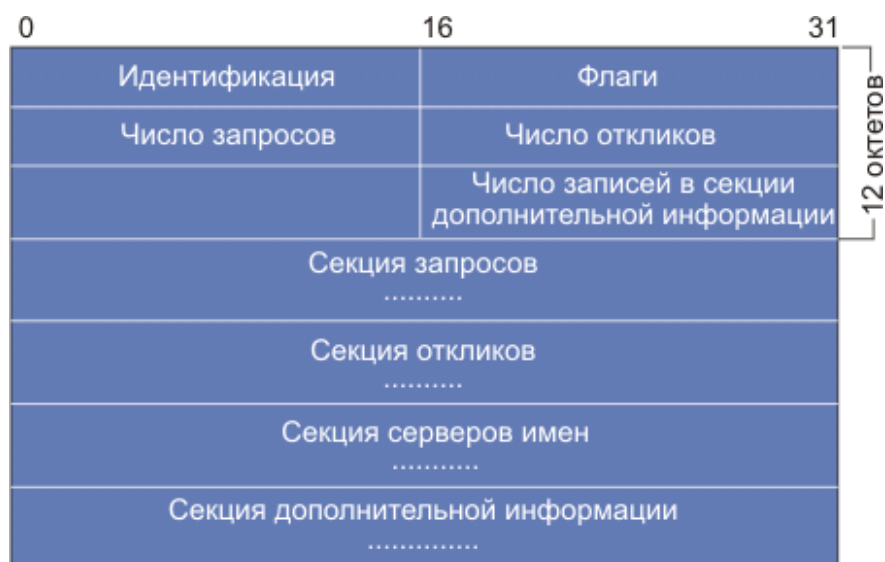 0 16 31
Идентификация Флаги
Число запросов Число откликов
Число записей в секции
дополнительной информации
12 октетов
Секция запросов
..........
Секция откликов
..........
Секция серверов имен
...........
Секция дополнительной информации
..............